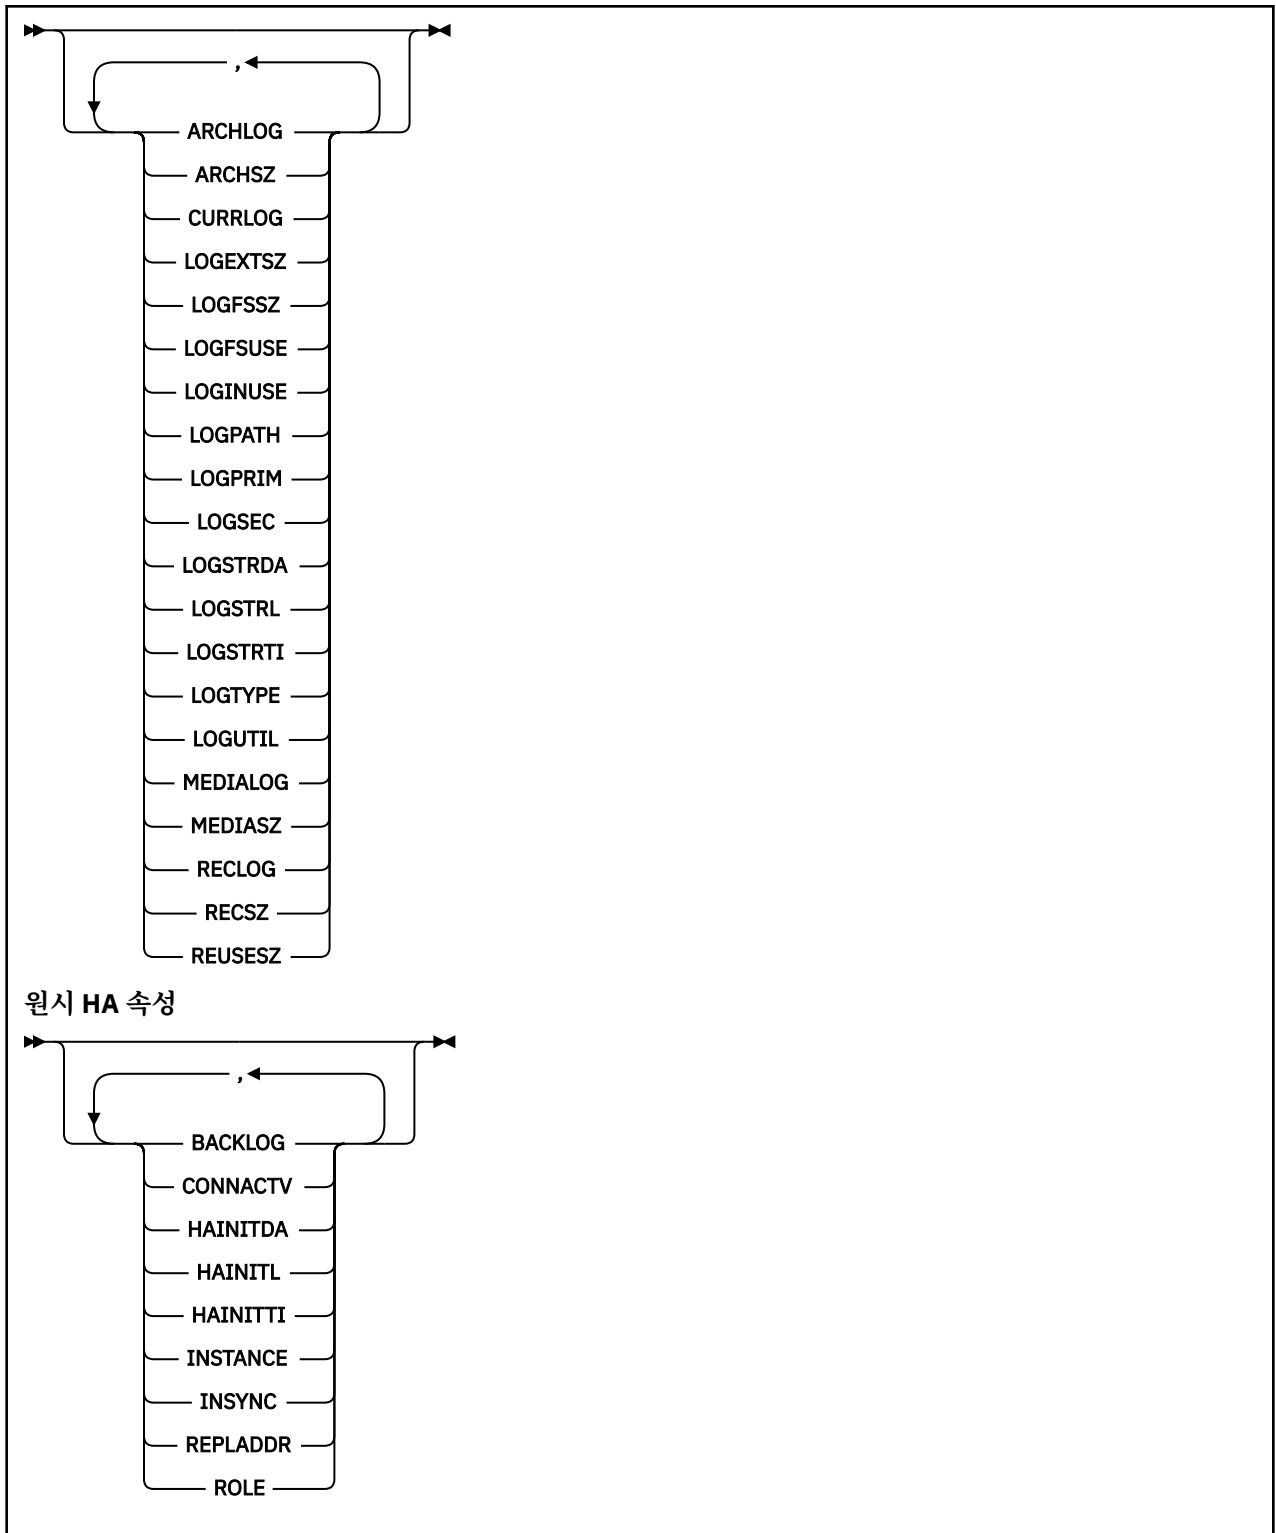 ,
ARCHLOG
ARCHSZ
CURRLOG
LOGEXTSZ
LOGFSSZ
LOGFSUSE
LOGINUSE
LOGPATH
LOGPRIM
LOGSEC
LOGSTRDA
LOGSTRL
LOGSTRTI
LOGTYPE
LOGUTIL
MEDIALOG
MEDIASZ
RECLOG
RECSZ
REUSESZ
원시 HA 속성
,
BACKLOG
CONNACTV
HAINITDA
HAINITL
HAINITTI
INSTANCE
INSYNC
REPLADDR
ROLE